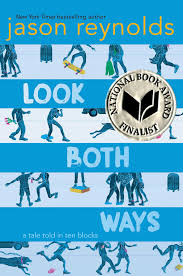 New York Times bestselling author
jason reynolds
LOOK
NATIONAL BOOK AWARD
FINALIST
BOTH
WAYS
a tale told in ten blocks